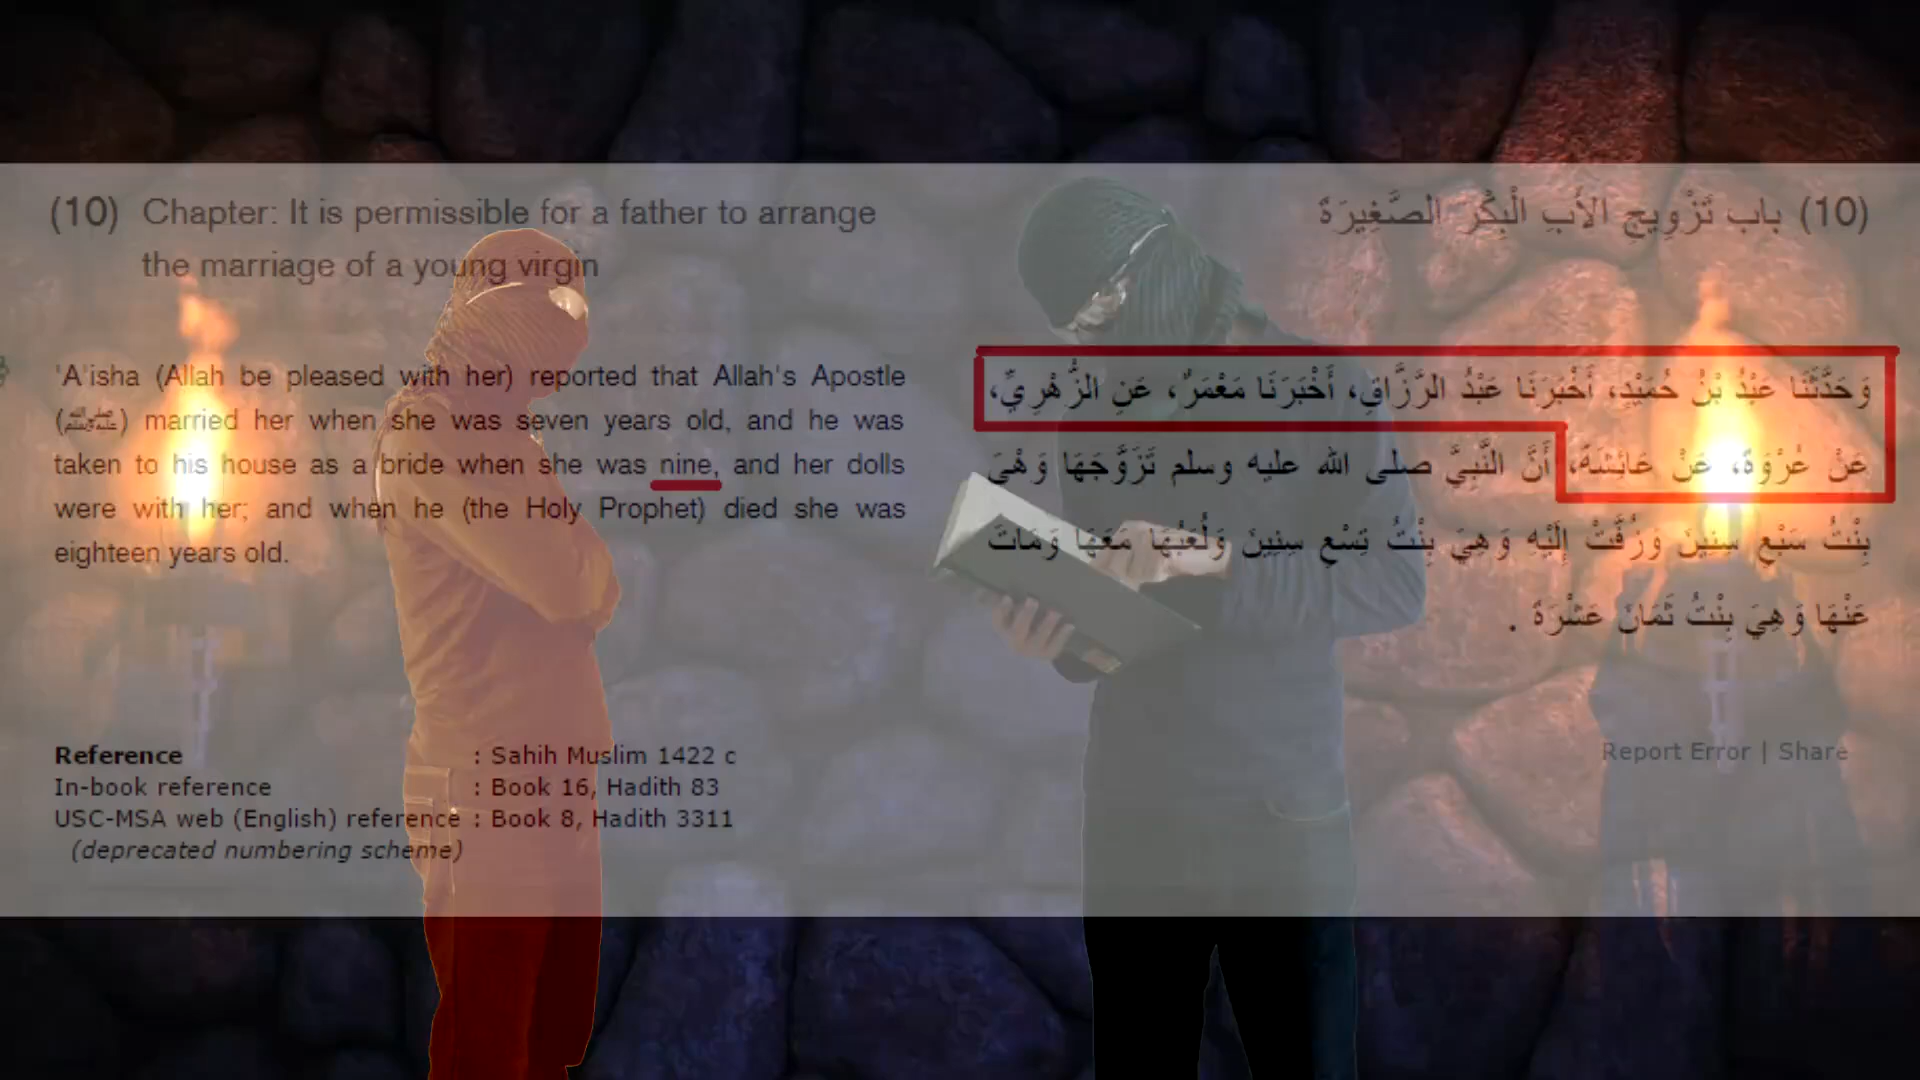 (10) Chapter: It is permissible for a father to arrange
the marriage of a young virgin
(10) باب تَزْوِيجِ الأَبِ الْبِكْرَ الصَّغِيرَةَ
'A'isha (Allah be pleased with her) reported that Allah's Apostle
(ﷺ) married her when she was seven years old, and he was
taken to his house as a bride when she was nine, and her dolls
were with her; and when he (the Holy Prophet) died she was
eighteen years old.
وَحَدَّثَنَا عَبْدُ بْنُ حُمَيْدٍ، أَخْبَرَنَا عَبْدُ الرَّزَّاقِ، أَخْبَرَنَا مَعْمَرٌ، عَنِ الزُّهْرِيِّ،
عَنْ عُرْوَةَ، عَنْ عَائِشَةَ، أَنَّ النَّبِيَّ صلى الله عليه وسلم تَزَوَّجَهَا وَهْىَ
بِنْتُ سَبْعِ سِنِينَ وَزُفَّتْ إِلَيْهِ وَهِيَ بِنْتُ تِسْعِ سِنِينَ وَلُعَبُهَا مَعَهَا وَمَاتَ
عَنْهَا وَهِيَ بِنْتُ ثَمَانَ عَشْرَةَ .
Reference : Sahih Muslim 1422 c
In-book reference : Book 16, Hadith 83
USC-MSA web (English) reference : Book 8, Hadith 3311
(deprecated numbering scheme)
Report Error | Share